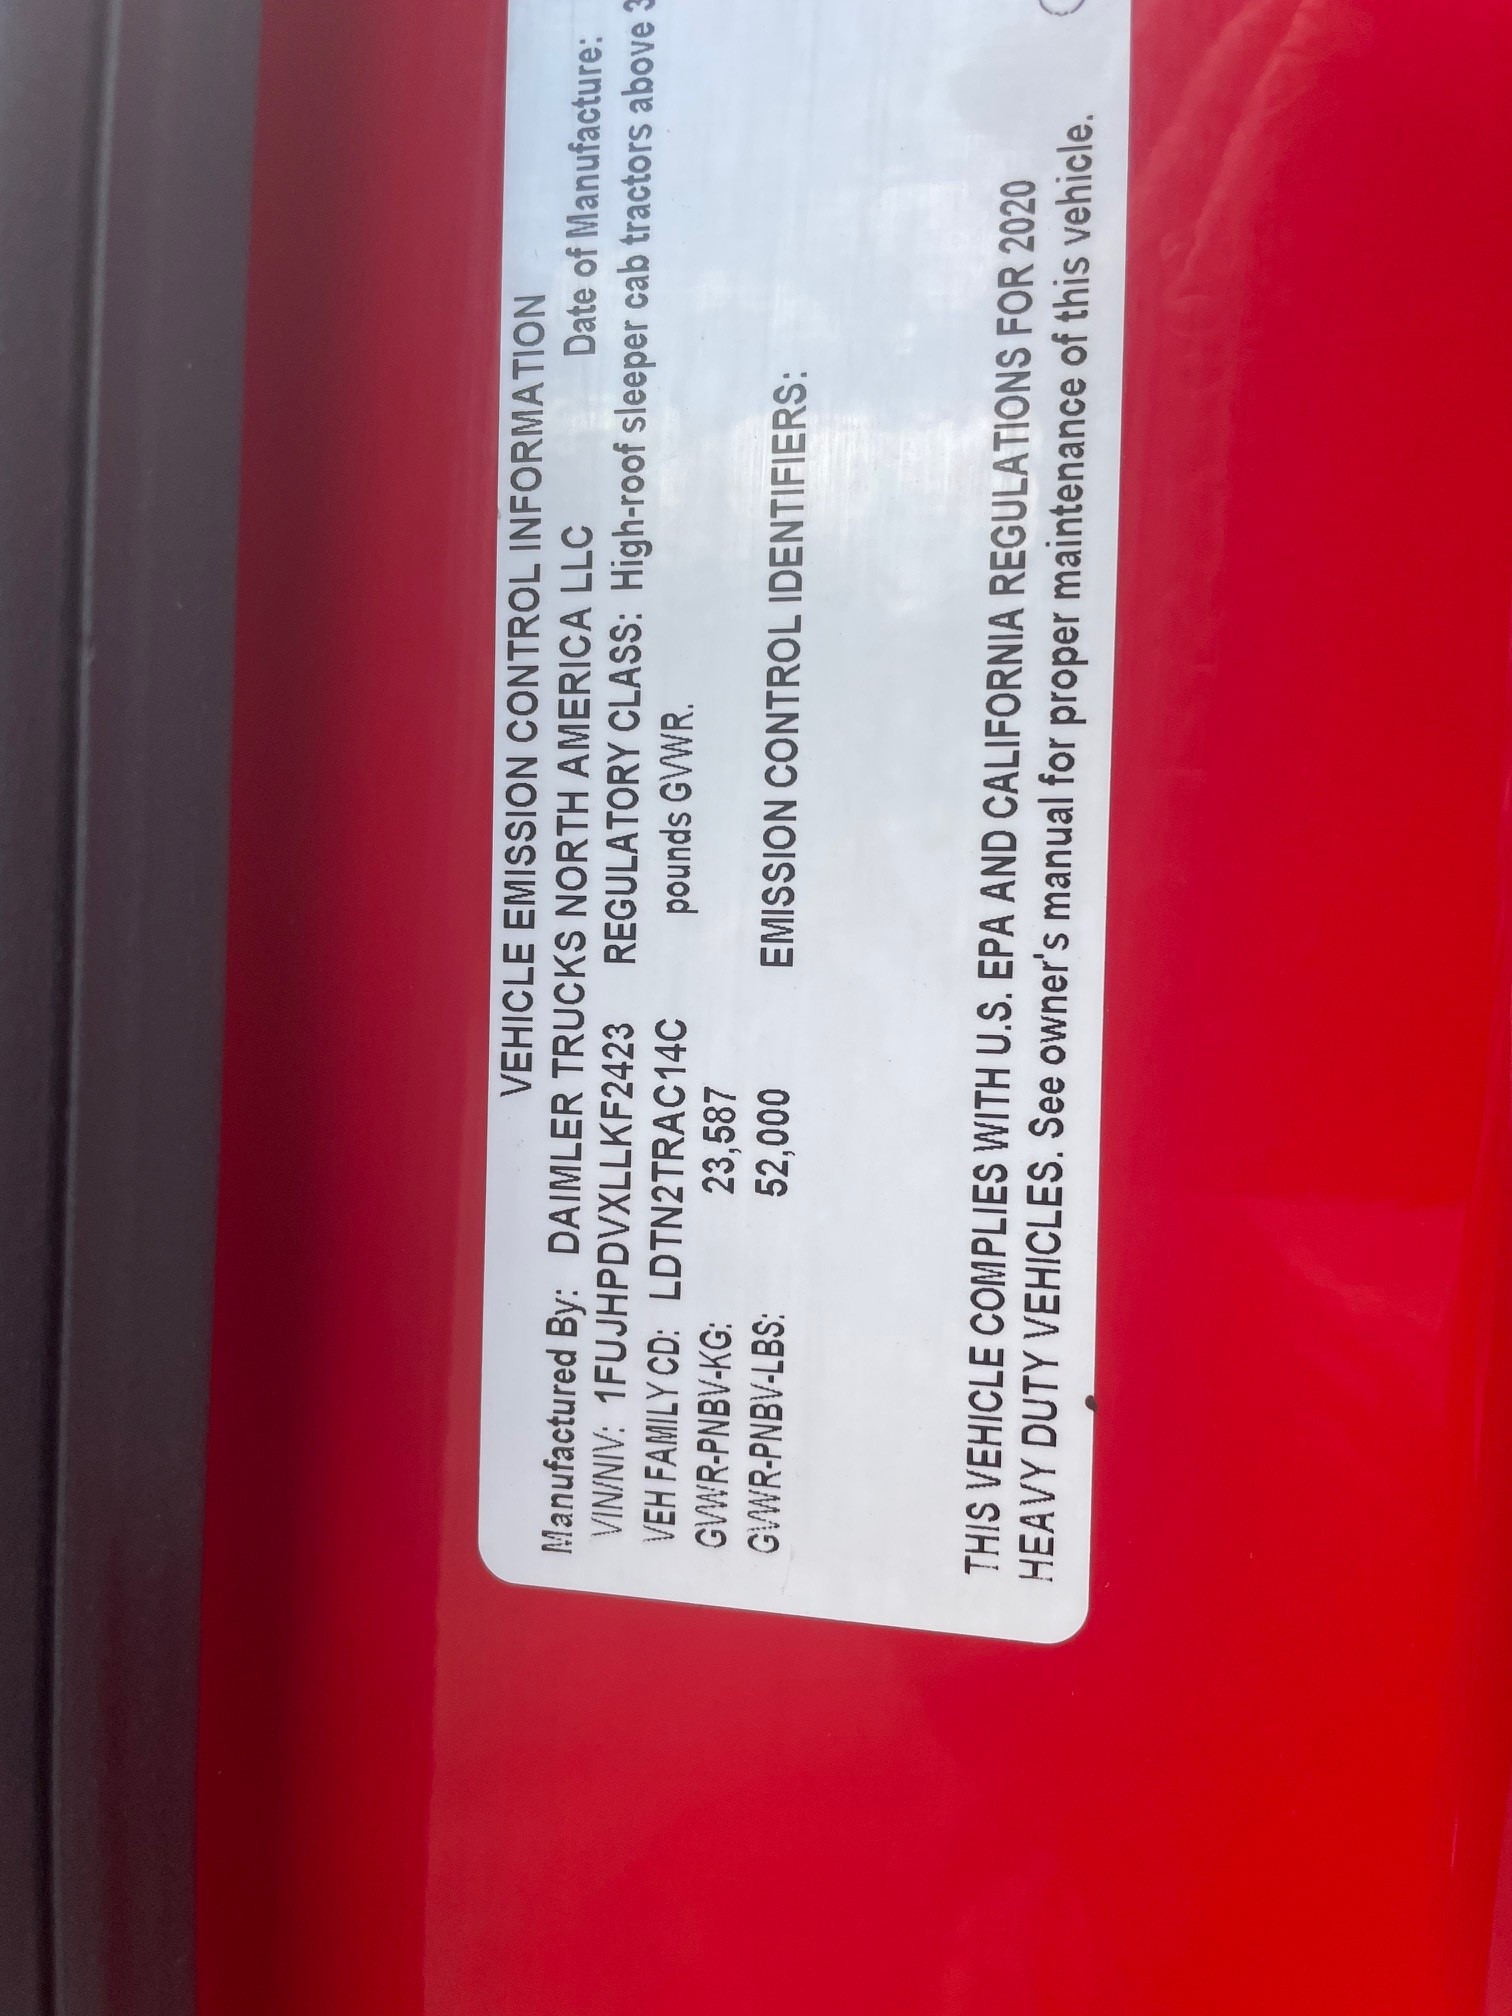 VEHICLE EMISSION CONTROL INFORMATION
Manufactured By: DAIMLER TRUCKS NORTH AMERICA LLC Date of Manufacture:
VIN/NIV: 1FUJHPDVXLLKF2423 REGULATORY CLASS: High-roof sleeper cab tractors above 3
VEH FAMILY CD: LDTN2TRAC14C pounds GVWR.
GVWR-PNBV-KG: 23,587
GVWR-PNBV-LBS: 52,000 EMISSION CONTROL IDENTIFIERS:
THIS VEHICLE COMPLIES WITH U.S. EPA AND CALIFORNIA REGULATIONS FOR 2020
HEAVY DUTY VEHICLES. See owner's manual for proper maintenance of this vehicle.